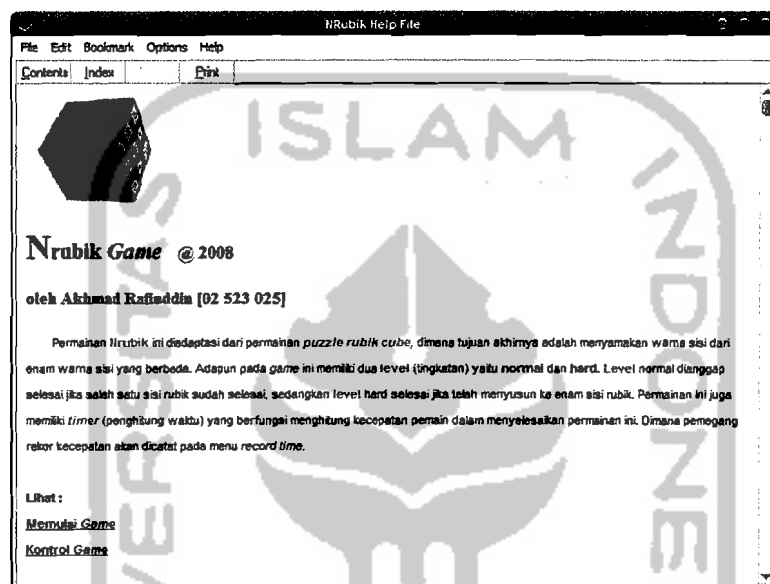 NRubik Help File
File Edit Bookmark Options Help
Contents Index Print
ISLAM
Nrubik Game @ 2008
oleh Akhmad Rafiuddin [02 523 025]
Permainan Nrubik ini diadaptasi dari permainan puzzle rubik cube, dimana tujuan akhirnya adalah menyamakan warna sisi dari
enam warna sisi yang berbeda. Adapun pada game ini memiliki dua level (tingkatan) yaitu normal dan hard. Level normal dianggap
selesai jika salah satu sisi rubik sudah selesai, sedangkan level hard selesai jika telah menyusun ke enam sisi rubik. Permainan ini juga
memiliki timer (penghitung waktu) yang berfungsi menghitung kecepatan pemain dalam menyelesaikan permainan ini. Dimana pemegang
rekor kecepatan akan dicatat pada menu record time.
Lihat :
Memulai Game
Kontrol Game
VERSITAS
INDONE